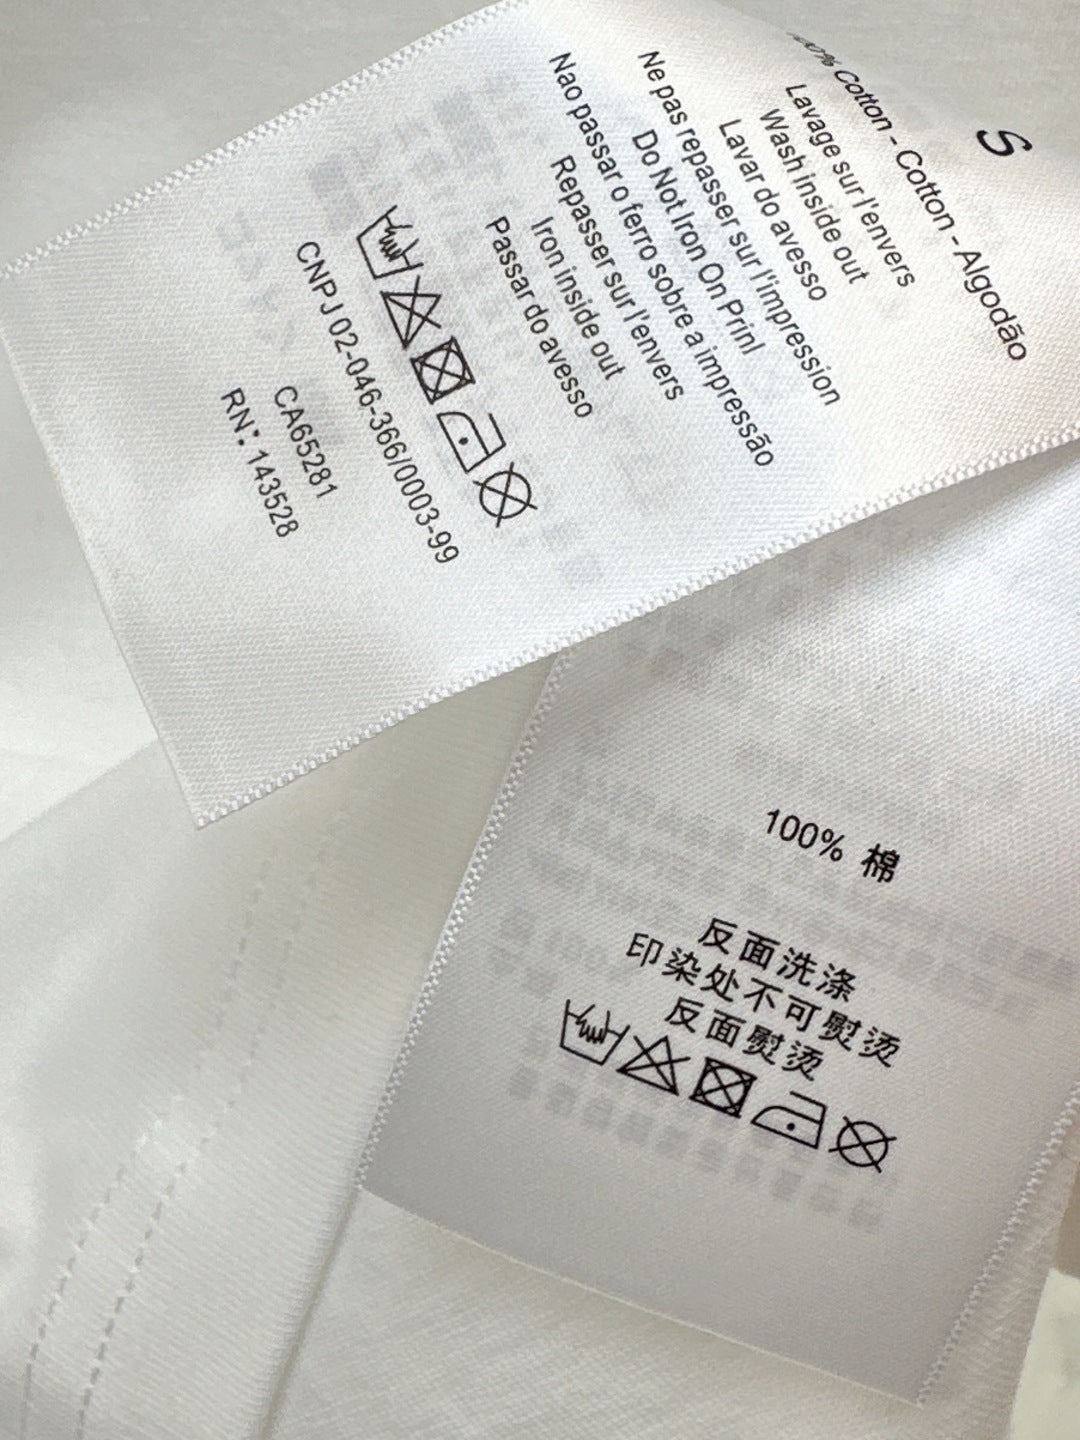 S
100% Cotton - Cotton - Algodão
Lavage sur l'envers
Wash inside out
Lavar do avesso
Ne pas repasser sur l'impression
Do Not Iron On Prinl
Nao passar o ferro sobre a impressão
Repasser sur l'envers
Iron inside out
Passar do avesso
CNPJ 02-046-366/0003-99
CA65281
RN: 143528
100% 棉
反面洗涤
印染处不可熨烫
反面熨烫